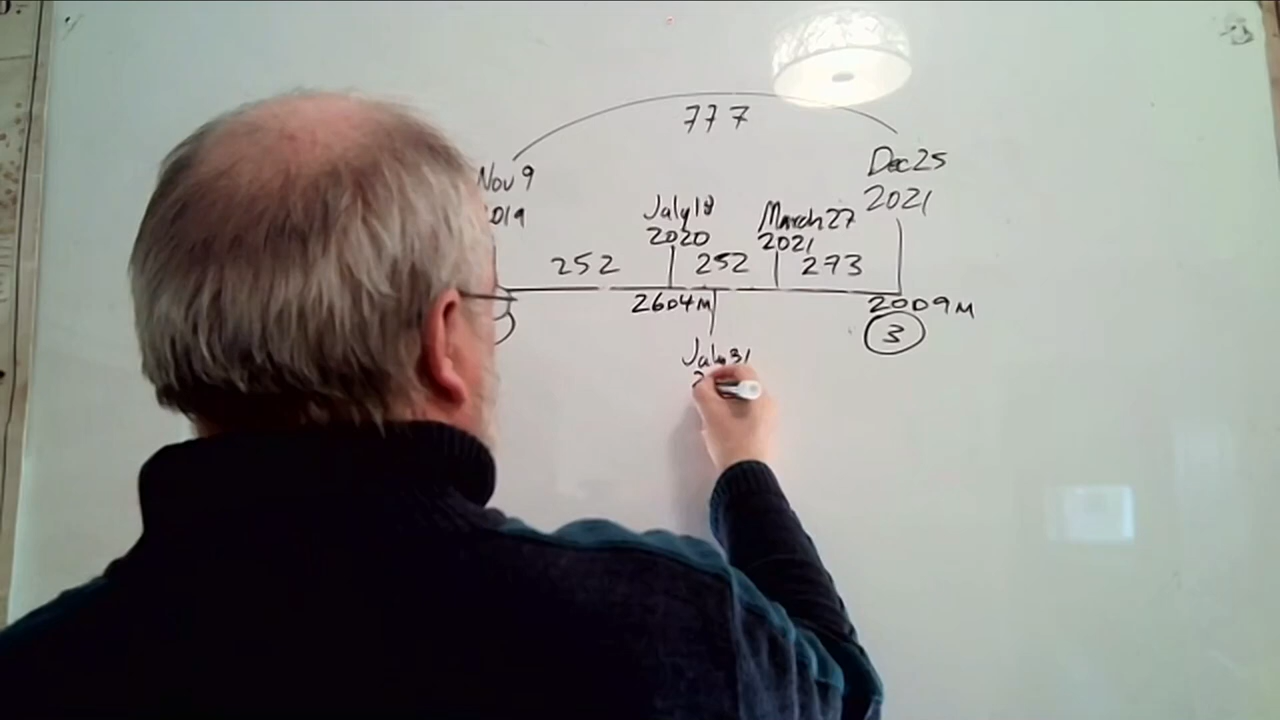 777
Nov 9
2019
Dec 25
2021
July 18
2020
March 27
2021
252
252
273
2604M
2009M
3
July 31
2